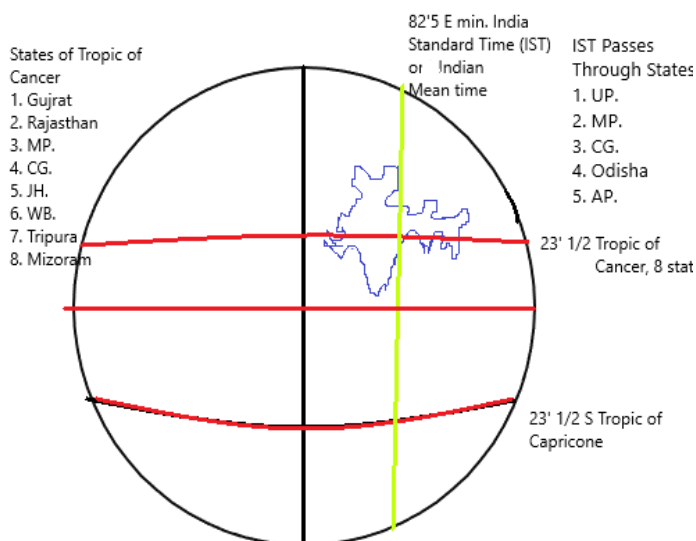 States of Tropic of
Cancer
1. Gujrat
2. Rajasthan
3. MP.
4. CG.
5. JH.
6. WB.
7. Tripura
8. Mizoram
82'5 E min. India
Standard Time (IST)
or Indian
Mean time
IST Passes
Through States
1. UP.
2. MP.
3. CG.
4. Odisha
5. AP.
23' 1/2 Tropic of
Cancer, 8 stat
23' 1/2 S Tropic of
Capricone